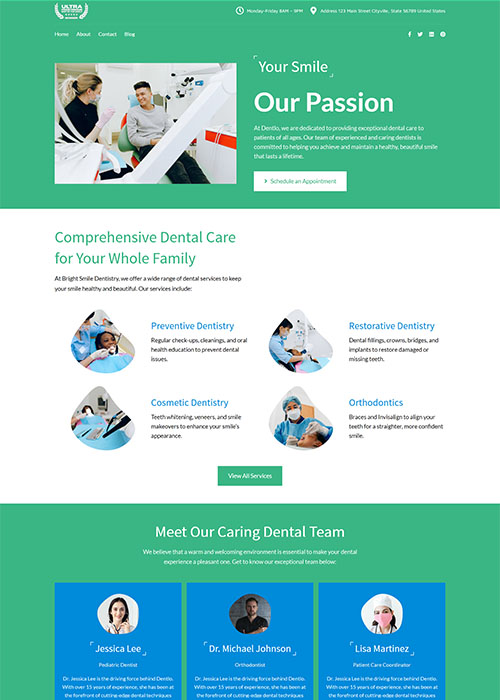 ULTRA
Monday-Friday 8AM - 9PM
Address 123 Main Street Cityville, State 56789 United States
Home About Contact Blog
Your Smile
Our Passion
At Dentlo, we are dedicated to providing exceptional dental care to
patients of all ages. Our team of experienced and caring dentists is
committed to helping you achieve and maintain a healthy, beautiful smile
that lasts a lifetime.
Schedule an Appointment
Comprehensive Dental Care
for Your Whole Family
At Bright Smile Dentistry, we offer a wide range of dental services to keep
your smile healthy and beautiful. Our services include:
Preventive Dentistry
Regular check-ups, cleanings, and oral
health education to prevent dental
issues.
Restorative Dentistry
Dental fillings, crowns, bridges, and
implants to restore damaged or
missing teeth.
Cosmetic Dentistry
Teeth whitening, veneers, and smile
makeovers to enhance your smile's
appearance.
Orthodontics
Braces and Invisalign to align your
teeth for a straighter, more confident
smile.
View All Services
Meet Our Caring Dental Team
We believe that a warm and welcoming environment is essential to make your dental
experience a pleasant one. Get to know our exceptional team below:
Jessica Lee
Pediatric Dentist
Dr. Jessica Lee is the driving force behind Dentlo.
With over 15 years of experience, she has been at
the forefront of cutting-edge dental techniques
Dr. Michael Johnson
Orthodontist
Dr. Jessica Lee is the driving force behind Dentlo.
With over 15 years of experience, she has been at
the forefront of cutting-edge dental techniques
Lisa Martinez
Patient Care Coordinator
Dr. Jessica Lee is the driving force behind Dentlo.
With over 15 years of experience, she has been at
the forefront of cutting-edge dental techniques